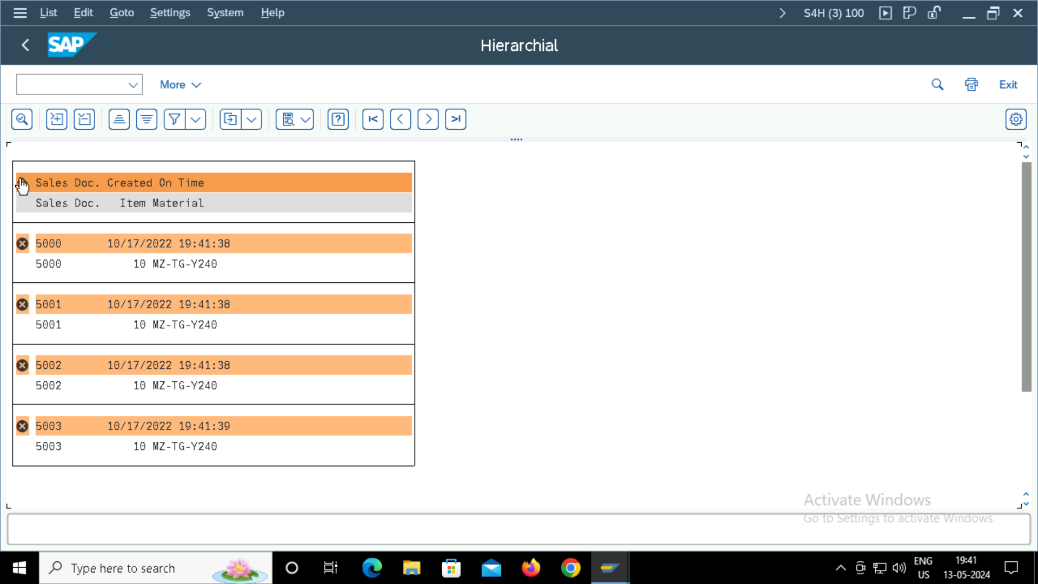 List Edit Goto Settings System Help S4H (3) 100
SAP Hierarchial
More Exit
Sales Doc. Created On Time
Sales Doc. Item Material
5000 10/17/2022 19:41:38
5000 10 MZ-TG-Y240
5001 10/17/2022 19:41:38
5001 10 MZ-TG-Y240
5002 10/17/2022 19:41:38
5002 10 MZ-TG-Y240
5003 10/17/2022 19:41:39
5003 10 MZ-TG-Y240
Activate Windows
Go to Settings to activate Windows.
Type here to search
ENG
US
19:41
13-05-2024